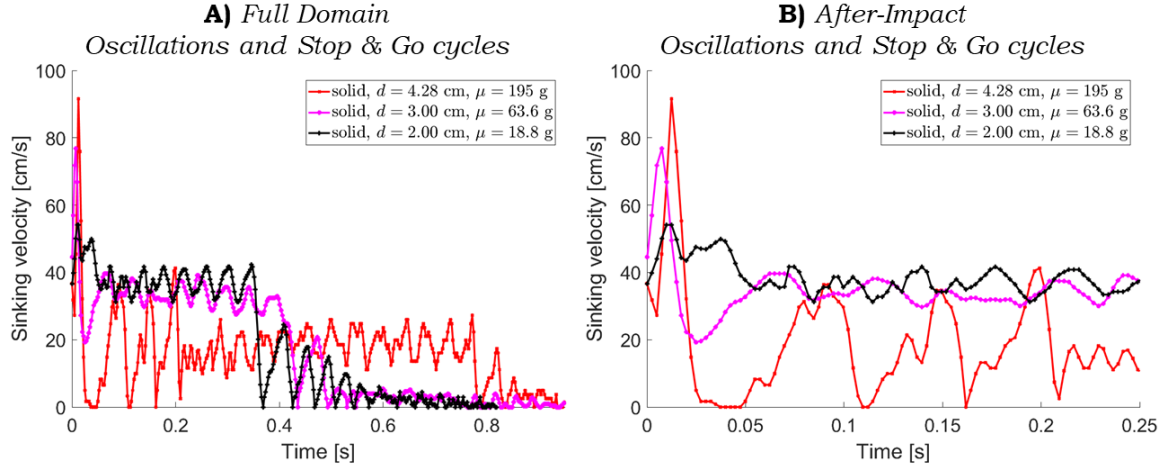 A) Full Domain
Oscillations and Stop & Go cycles
100
80
60
40
20
0
Sinking velocity [cm/s]
solid, d = 4.28 cm, μ = 195 g
solid, d = 3.00 cm, μ = 63.6 g
solid, d = 2.00 cm, μ = 18.8 g
0 0.2 0.4 0.6 0.8
Time [s]
B) After-Impact
Oscillations and Stop & Go cycles
100
80
60
40
20
0
Sinking velocity [cm/s]
solid, d = 4.28 cm, μ = 195 g
solid, d = 3.00 cm, μ = 63.6 g
solid, d = 2.00 cm, μ = 18.8 g
0 0.05 0.1 0.15 0.2 0.25
Time [s]